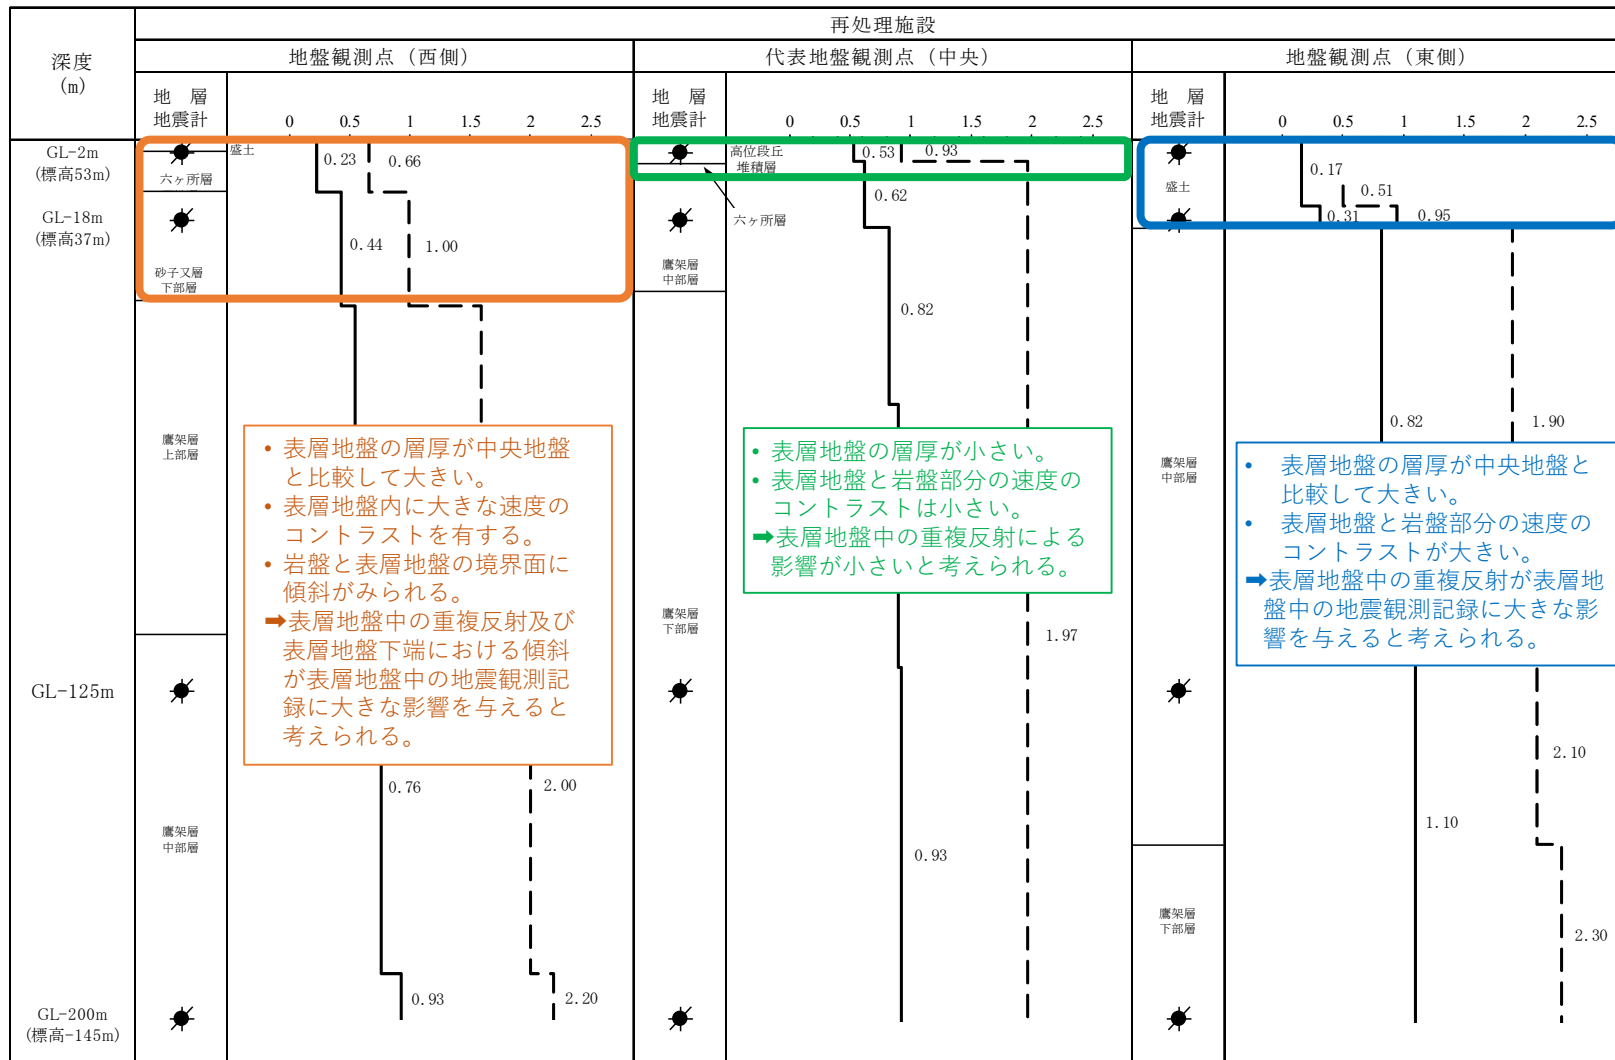 再処理施設
深度
(m)
地盤観測点（西側）
代表地盤観測点（中央）
地盤観測点（東側）
地　層
地震計
0 0.5 1 1.5 2 2.5
地　層
地震計
0 0.5 1 1.5 2 2.5
地　層
地震計
0 0.5 1 1.5 2 2.5
GL-2m
(標高53m)
GL-18m
(標高37m)
GL-125m
GL-200m
(標高-145m)
盛土
六ヶ所層
砂子又層
下部層
鷹架層
上部層
鷹架層
中部層
0.23
0.66
0.44
1.00
・表層地盤の層厚が中央地盤
と比較して大きい。
・表層地盤内に大きな速度の
コントラストを有する。
・岩盤と表層地盤の境界面に
傾斜がみられる。
➡表層地盤中の重複反射及び
表層地盤下端における傾斜
が表層地盤中の地震観測記
録に大きな影響を与えると
考えられる。
0.76
2.00
0.93
2.20
高位段丘
堆積層
六ヶ所層
鷹架層
中部層
鷹架層
下部層
0.53
0.93
0.62
0.82
・表層地盤の層厚が小さい。
・表層地盤と岩盤部分の速度の
コントラストは小さい。
➡表層地盤中の重複反射による
影響が小さいと考えられる。
1.97
0.93
盛土
鷹架層
中部層
鷹架層
下部層
0.17
0.51
0.31
0.95
0.82
1.90
・表層地盤の層厚が中央地盤と
比較して大きい。
・表層地盤と岩盤部分の速度の
コントラストが大きい。
➡表層地盤中の重複反射が表層地
盤中の地震観測記録に大きな影
響を与えると考えられる。
2.10
1.10
2.30